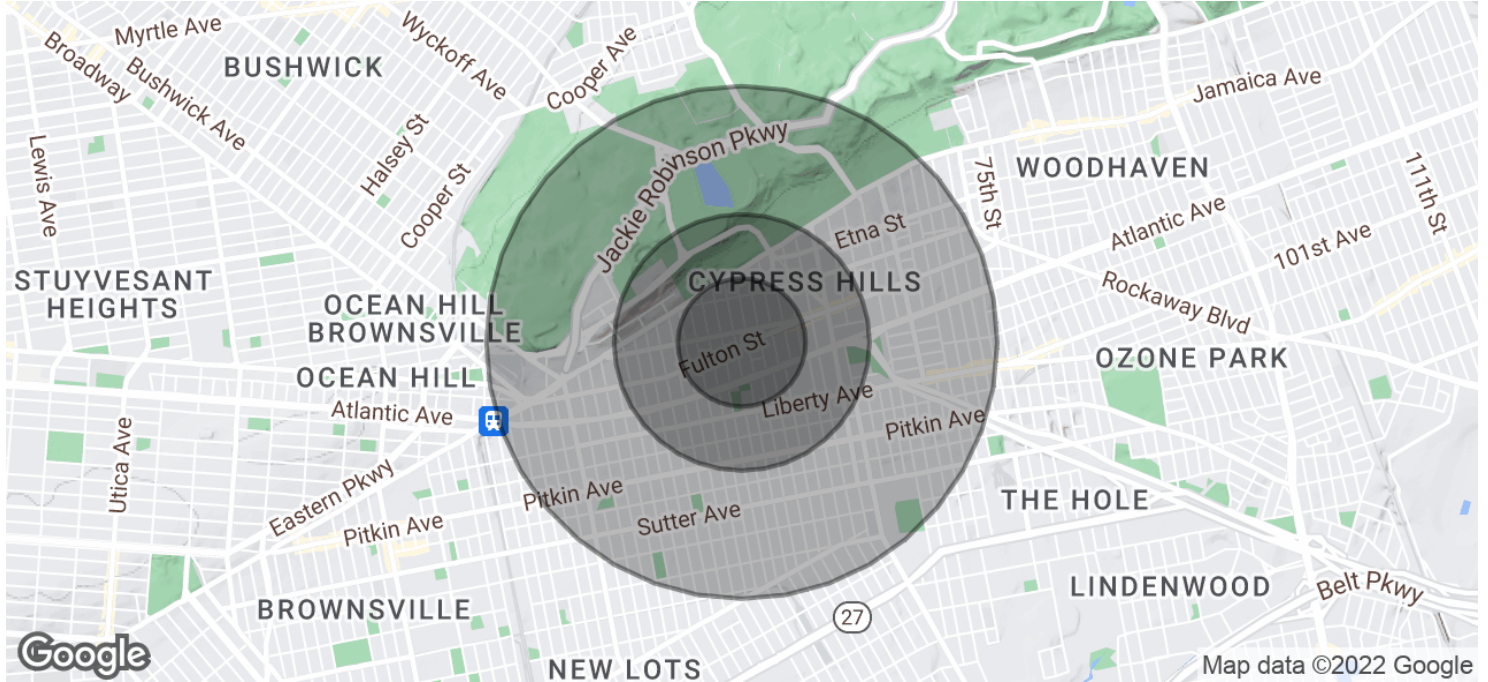 Myrtle Ave
Wyckoff Ave
Cooper Ave
Broadway
BUSHWICK
Bushwick Ave
Jamaica Ave
Halsey St
Lewis Ave
Jackie Robinson Pkwy
75th St
WOODHAVEN
111th St
Cooper St
Etna St
Atlantic Ave
101st Ave
STUYVESANT
HEIGHTS
CYPRESS HILLS
OCEAN HILL
BROWNSVILLE
Rockaway Blvd
Fulton St
OZONE PARK
OCEAN HILL
Atlantic Ave
Liberty Ave
Pitkin Ave
Utica Ave
Eastern Pkwy
Pitkin Ave
THE HOLE
Pitkin Ave
Sutter Ave
LINDENWOOD
Belt Pkwy
BROWNSVILLE
27
Google
NEW LOTS
Map data ©2022 Google